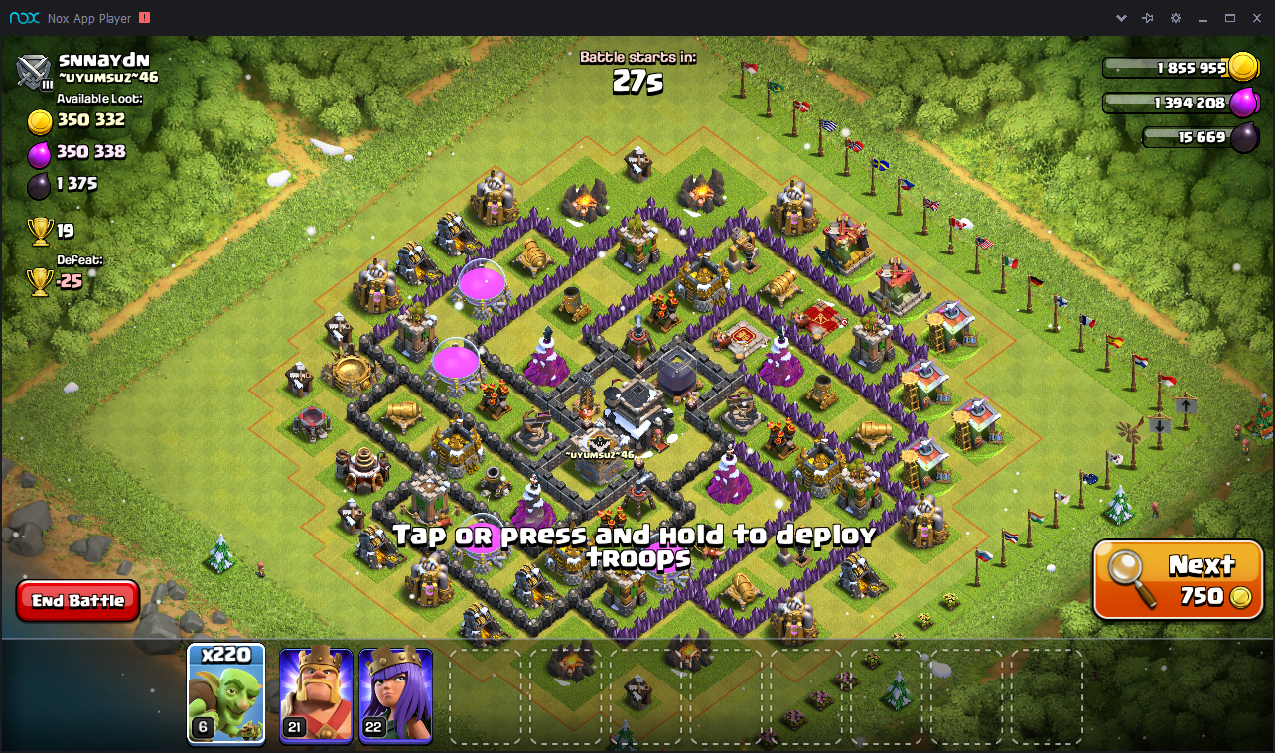 nox Nox App Player !
snnaydn
~UYUMSUZ~46
Available Loot:
350 332
350 338
1 375
19
Defeat:
-25
Battle starts in:
27s
1 855 955
1 394 208
15 669
III
~UYUMSUZ~46
Tap or press and hold to deploy
troops
End Battle
Next
750
x220
6
21
22